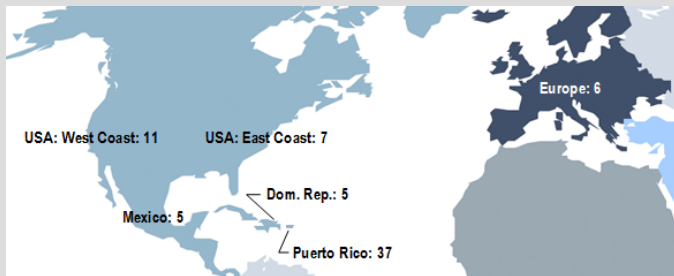 Europe: 6
USA: West Coast: 11
USA: East Coast: 7
Dom. Rep.: 5
Mexico: 5
Puerto Rico: 37